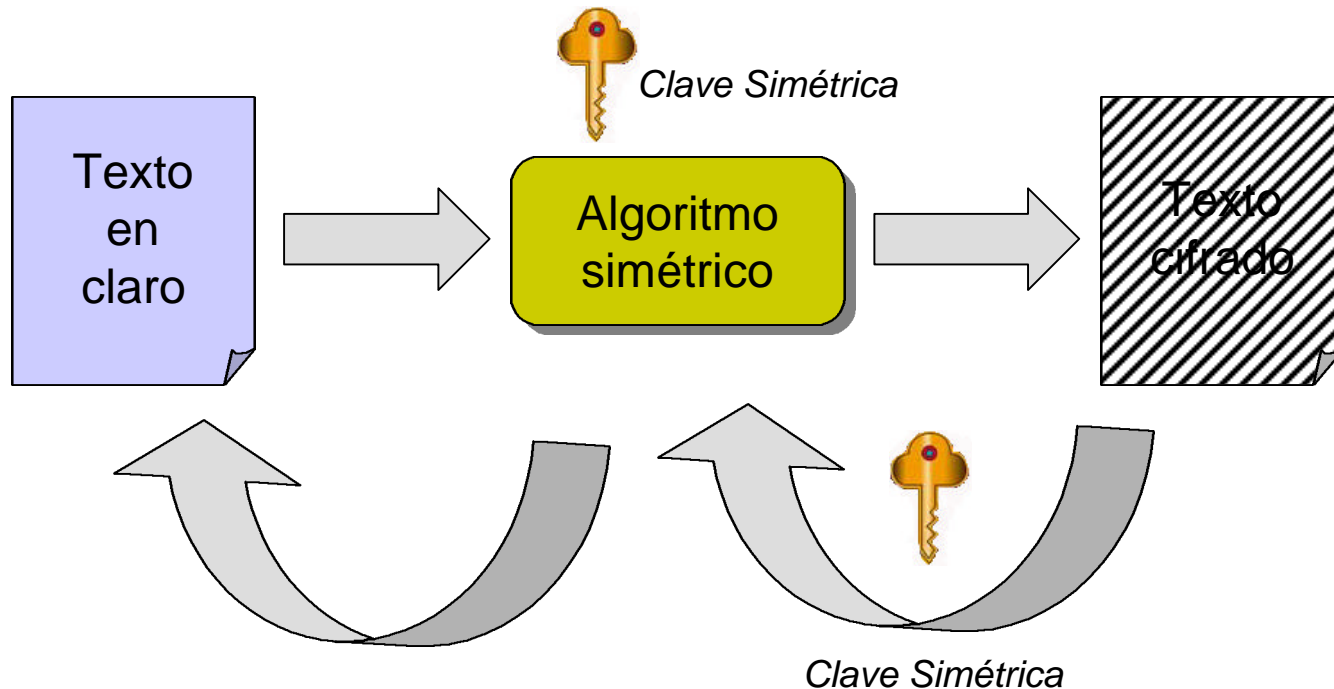 Clave Simétrica
Texto
en
claro
Algoritmo
simétrico
Texto
cifrado
Clave Simétrica